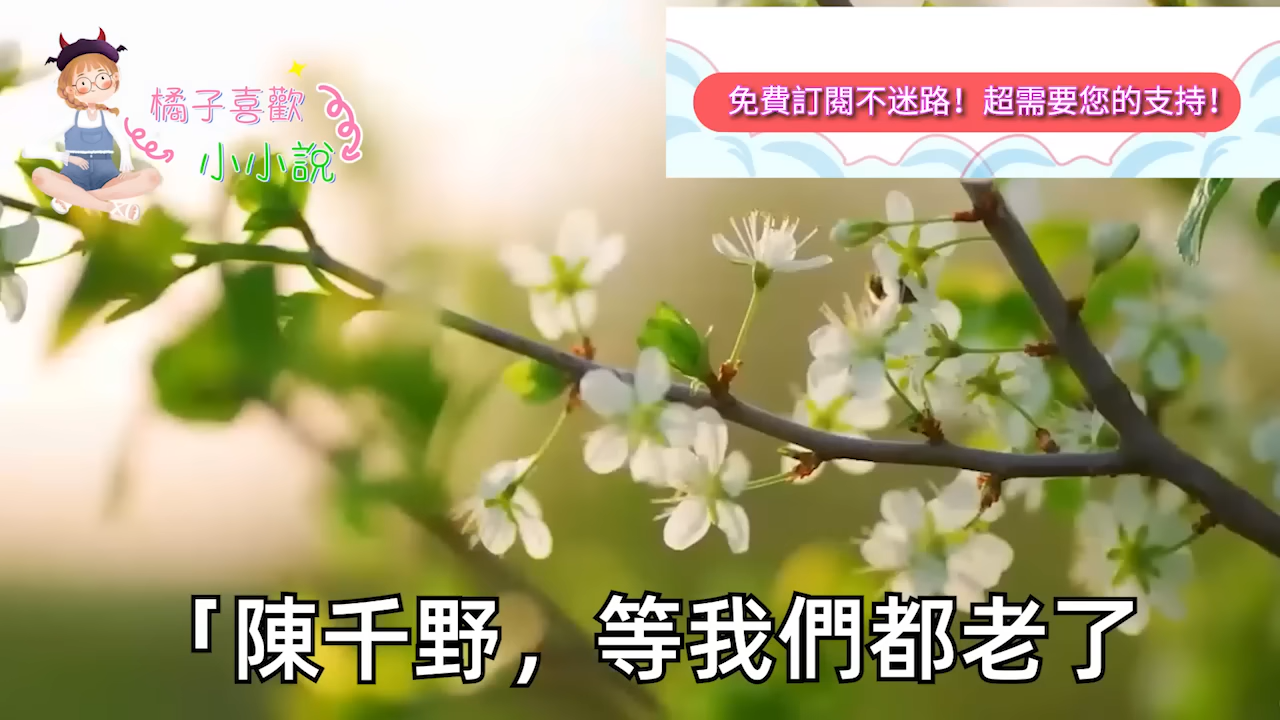 橘子喜歡
小小說
免費訂閱不迷路！超需要您的支持！
「陳千野，等我們都老了